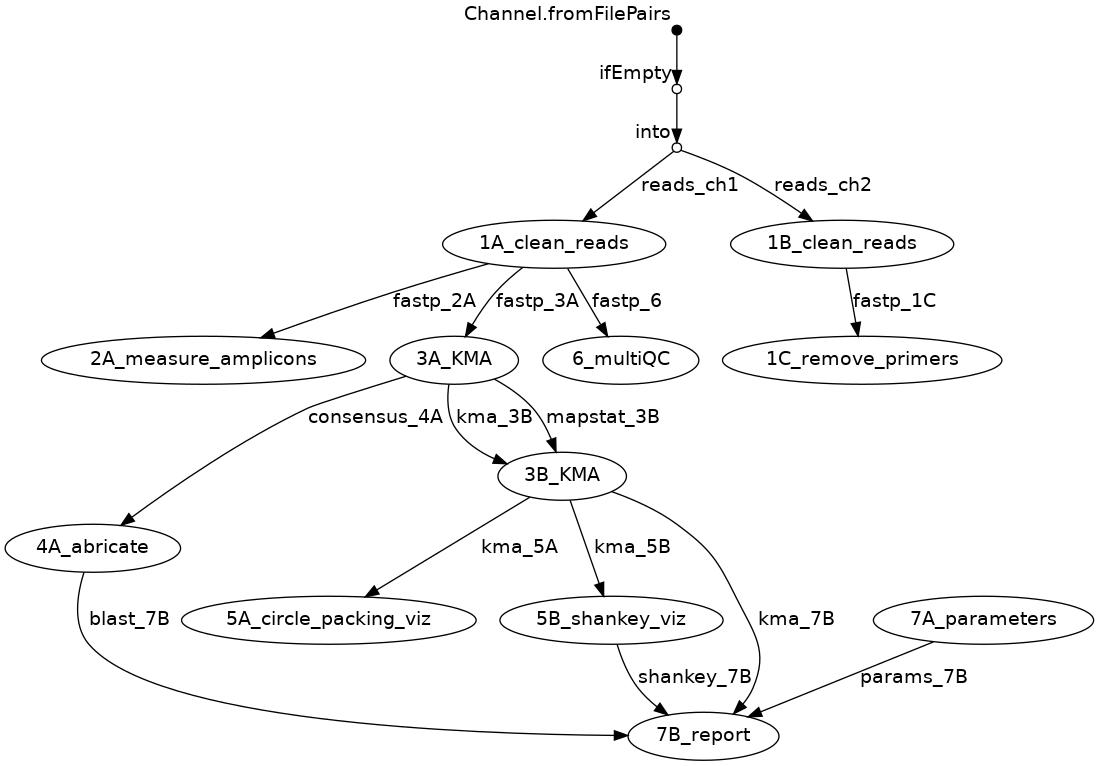 Channel.fromFilePairs
ifEmpty
into
reads_ch1
reads_ch2
1A_clean_reads
1B_clean_reads
fastp_2A
fastp_3A
fastp_6
fastp_1C
2A_measure_amplicons
3A_KMA
6_multiQC
1C_remove_primers
consensus_4A
kma_3B
mapstat_3B
3B_KMA
4A_abricate
kma_5A
kma_5B
blast_7B
5A_circle_packing_viz
5B_shankey_viz
kma_7B
7A_parameters
shankey_7B
params_7B
7B_report